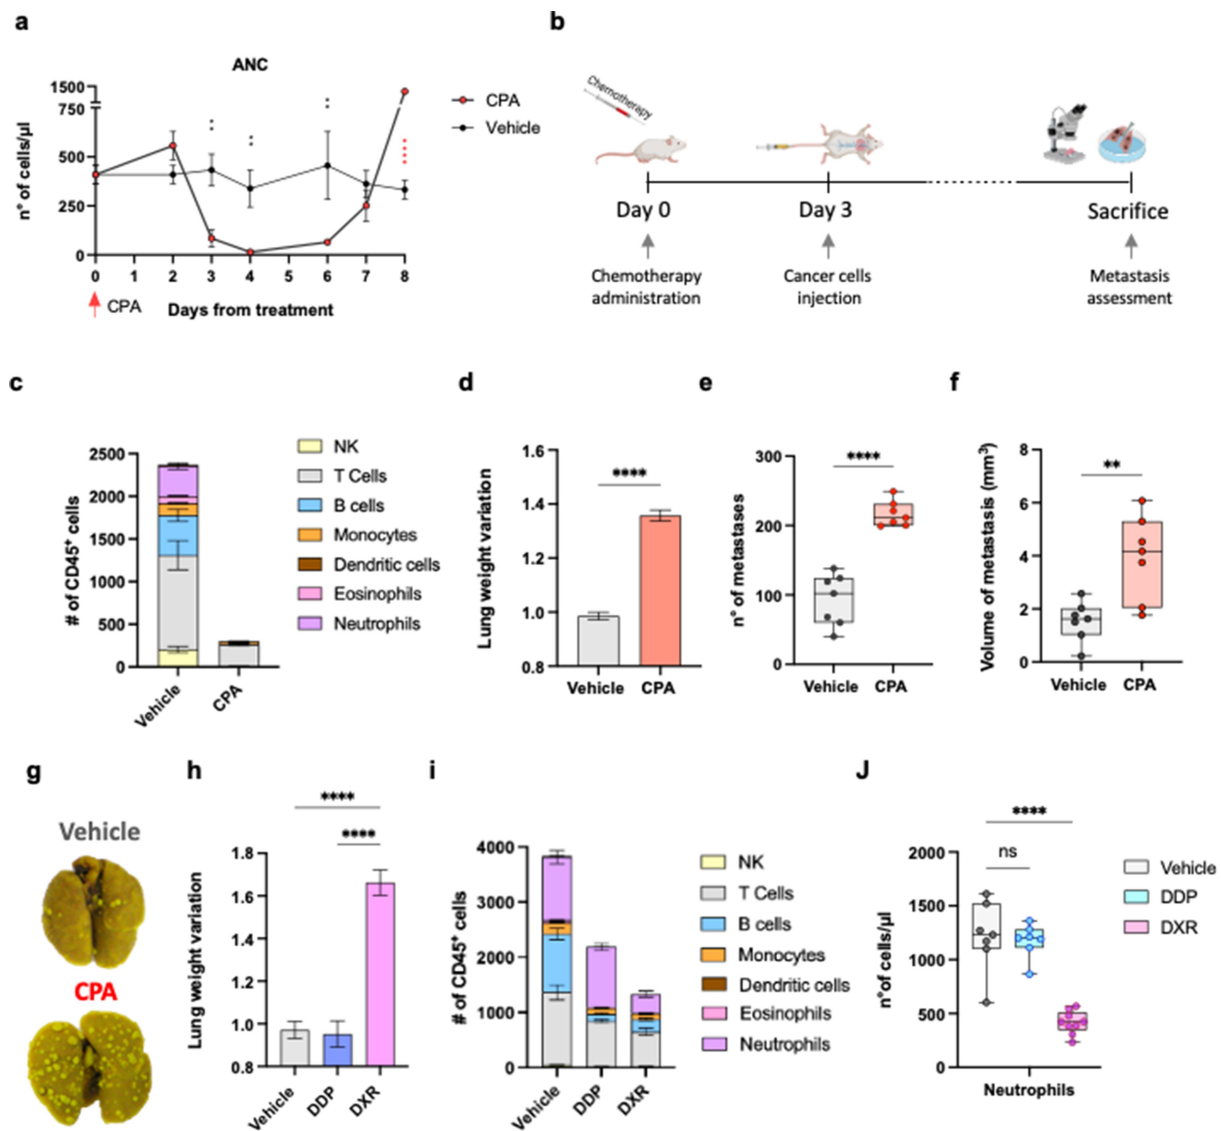 a
ANC
n° of cells/µl
1500
750
500
250
0
0 1 2 3 4 5 6 7 8
CPA
Days from treatment
CPA
Vehicle
b
Chemotherapy
Day 0
Day 3
Sacrifice
Chemotherapy
administration
Cancer cells
injection
Metastasis
assessment
c
# of CD45+ cells
2500
2000
1500
1000
500
0
Vehicle
CPA
NK
T Cells
B cells
Monocytes
Dendritic cells
Eosinophils
Neutrophils
d
Lung weight variation
1.6
1.4
1.2
1.0
0.8
****
Vehicle CPA
e
n° of metastases
300
200
100
0
****
Vehicle CPA
f
Volume of metastasis (mm3)
8
6
4
2
0
**
Vehicle CPA
g
Vehicle
CPA
h
Lung weight variation
1.8
1.6
1.4
1.2
1.0
0.8
****
****
Vehicle
DDP
DXR
i
# of CD45+ cells
4000
3000
2000
1000
0
Vehicle
DDP
DXR
NK
T Cells
B cells
Monocytes
Dendritic cells
Eosinophils
Neutrophils
J
n°of cells/µl
2000
1500
1000
500
0
****
ns
Neutrophils
Vehicle
DDP
DXR